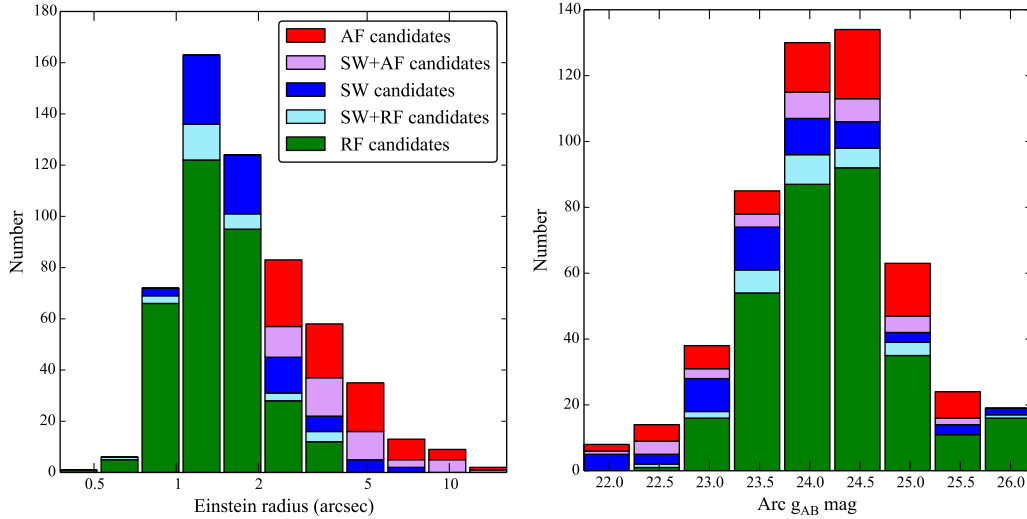 180
160
140
120
100
80
60
40
20
0
Number
0.5 1 2 5 10
Einstein radius (arcsec)
AF candidates
SW+AF candidates
SW candidates
SW+RF candidates
RF candidates
140
120
100
80
60
40
20
0
Number
22.0 22.5 23.0 23.5 24.0 24.5 25.0 25.5 26.0
Arc g_AB mag